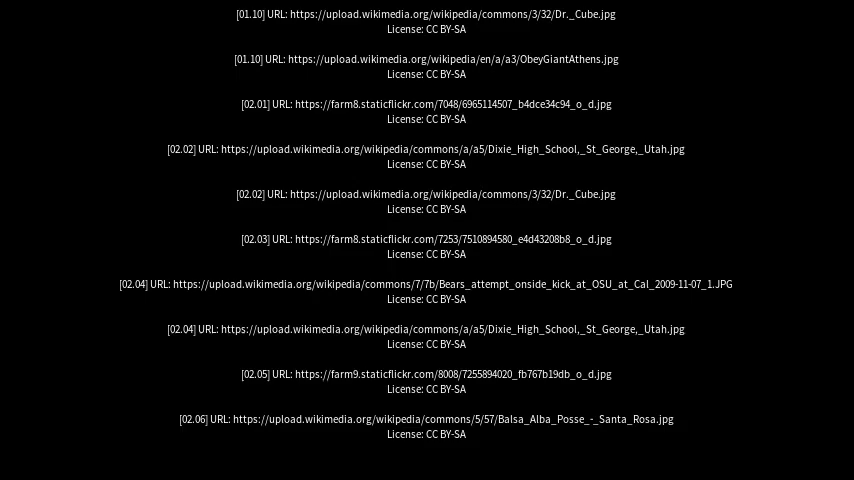 [01.10] URL: https://upload.wikimedia.org/wikipedia/commons/3/32/Dr._Cube.jpg
License: CC BY-SA
[01.10] URL: https://upload.wikimedia.org/wikipedia/en/a/a3/ObeyGiantAthens.jpg
License: CC BY-SA
[02.01] URL: https://farm8.staticflickr.com/7048/6965114507_b4dce34c94_o_d.jpg
License: CC BY-SA
[02.02] URL: https://upload.wikimedia.org/wikipedia/commons/a/a5/Dixie_High_School,_St_George,_Utah.jpg
License: CC BY-SA
[02.02] URL: https://upload.wikimedia.org/wikipedia/commons/3/32/Dr._Cube.jpg
License: CC BY-SA
[02.03] URL: https://farm8.staticflickr.com/7253/7510894580_e4d43208b8_o_d.jpg
License: CC BY-SA
[02.04] URL: https://upload.wikimedia.org/wikipedia/commons/7/7b/Bears_attempt_onside_kick_at_OSU_at_Cal_2009-11-07_1.JPG
License: CC BY-SA
[02.04] URL: https://upload.wikimedia.org/wikipedia/commons/a/a5/Dixie_High_School,_St_George,_Utah.jpg
License: CC BY-SA
[02.05] URL: https://farm9.staticflickr.com/8008/7255894020_fb767b19db_o_d.jpg
License: CC BY-SA
[02.06] URL: https://upload.wikimedia.org/wikipedia/commons/5/57/Balsa_Alba_Posse_-_Santa_Rosa.jpg
License: CC BY-SA